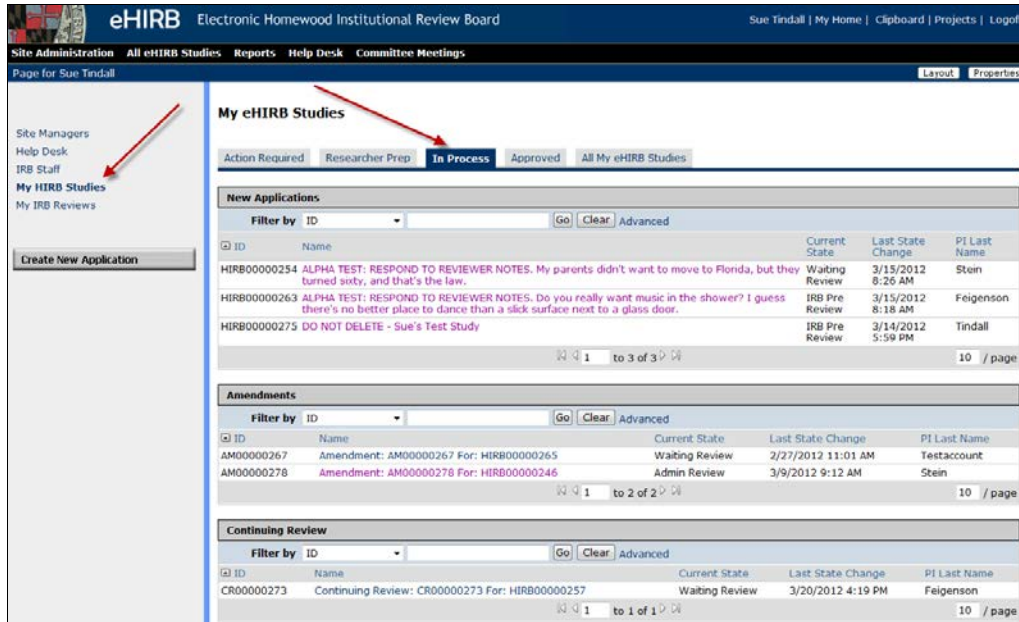 eHIRB Electronic Homewood Institutional Review Board
Sue Tindall | My Home | Clipboard | Projects | Logof
Site Administration All eHIRB Studies Reports Help Desk Committee Meetings
Page for Sue Tindall
Layout Properties
Site Managers
Help Desk
IRB Staff
My HIRB Studies
My IRB Reviews
Create New Application
My eHIRB Studies
Action Required Researcher Prep In Process Approved All My eHIRB Studies
New Applications
Filter by ID Go Clear Advanced
ID Name Current State Last State Change PI Last Name
HIRB00000254 ALPHA TEST: RESPOND TO REVIEWER NOTES. My parents didn't want to move to Florida, but they Waiting 3/15/2012 Stein
turned sixty, and that's the law. Review 8:26 AM
HIRB00000263 ALPHA TEST: RESPOND TO REVIEWER NOTES. Do you really want music in the shower? I guess IRB Pre 3/15/2012 Feigenson
there's no better place to dance than a slick surface next to a glass door. Review 8:18 AM
HIRB00000275 DO NOT DELETE - Sue's Test Study IRB Pre 3/14/2012 Tindall
Review 5:59 PM
1 to 3 of 3 10 / page
Amendments
Filter by ID Go Clear Advanced
ID Name Current State Last State Change PI Last Name
AM00000267 Amendment: AM00000267 For: HIRB00000265 Waiting Review 2/27/2012 11:01 AM Testaccount
AM00000278 Amendment: AM00000278 For: HIRB00000246 Admin Review 3/9/2012 9:12 AM Stein
1 to 2 of 2 10 / page
Continuing Review
Filter by ID Go Clear Advanced
ID Name Current State Last State Change PI Last Name
CR00000273 Continuing Review: CR00000273 For: HIRB00000257 Waiting Review 3/20/2012 4:19 PM Feigenson
1 to 1 of 1 10 / page